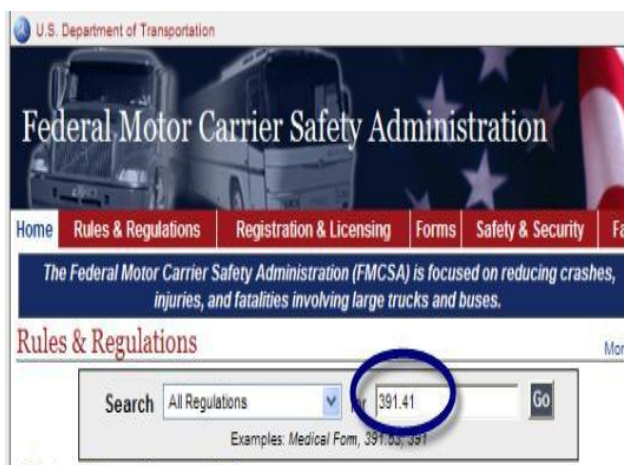 U.S. Department of Transportation
Federal Motor Carrier Safety Administration
Home Rules & Regulations Registration & Licensing Forms Safety & Security Fa
The Federal Motor Carrier Safety Administration (FMCSA) is focused on reducing crashes,
injuries, and fatalities involving large trucks and buses.
Rules & Regulations
Mor
Search All Regulations 391.41 Go
Examples: Medical Form, 391.53, 391